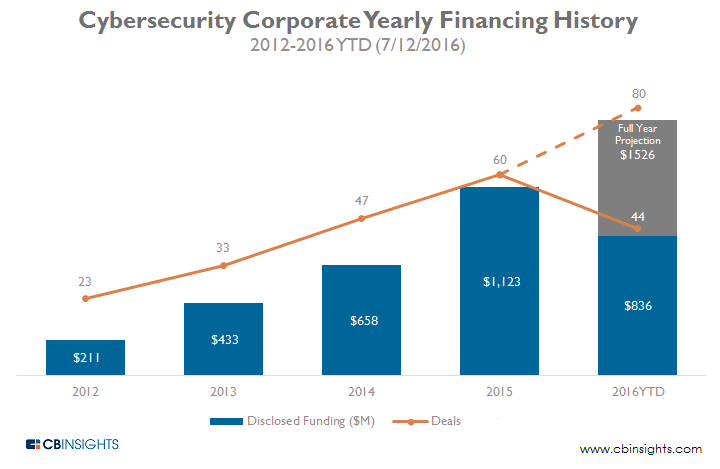 Cybersecurity Corporate Yearly Financing History
2012-2016 YTD (7/12/2016)
80
Full Year
Projection
$1526
60
47
44
33
23
$1,123
$836
$658
$433
$211
2012
2013
2014
2015
2016YTD
Disclosed Funding ($M)
Deals
CBINSIGHTS
www.cbinsights.com